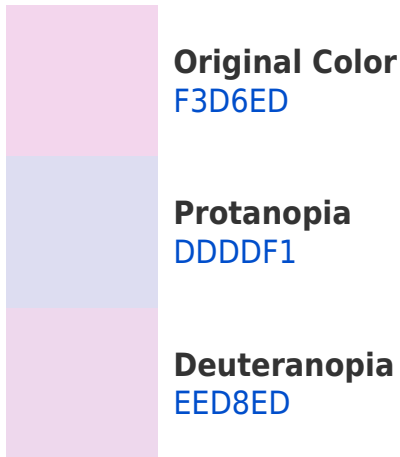 Original Color
F3D6ED
Protanopia
DDDDF1
Deuteranopia
EED8ED